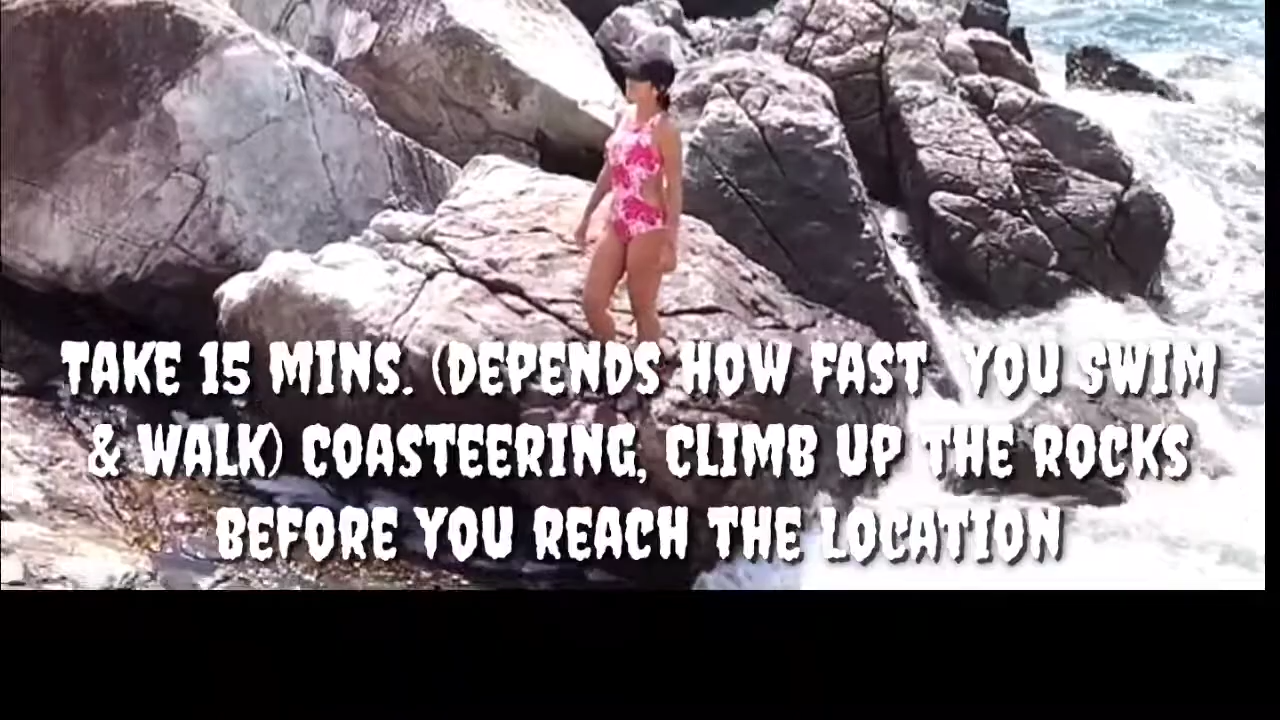 TAKE 15 MINS. (DEPENDS HOW FAST YOU SWIM
& WALK) COASTEERING, CLIMB UP THE ROCKS
BEFORE YOU REACH THE LOCATION